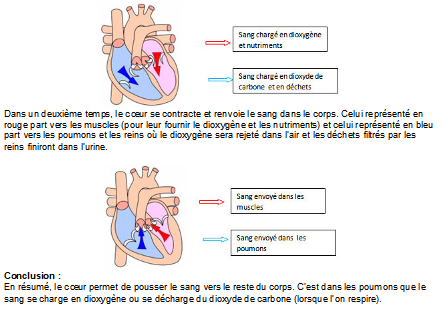 Sang chargé en dioxygène
et nutriments
Sang chargé en dioxyde de
carbone et en déchets
Dans un deuxième temps, le cœur se contracte et renvoie le sang dans le corps. Celui représenté en
rouge part vers les muscles (pour leur fournir le dioxygène et les nutriments) et celui représenté en bleu
part vers les poumons et les reins où le dioxygène sera rejeté dans l'air et les déchets filtrés par les
reins finiront dans l'urine.
Sang envoyé dans les
muscles
Sang envoyé dans les
poumons
Conclusion :
En résumé, le cœur permet de pousser le sang vers le reste du corps. C'est dans les poumons que le
sang se charge en dioxygène ou se décharge du dioxyde de carbone (lorsque l'on respire).